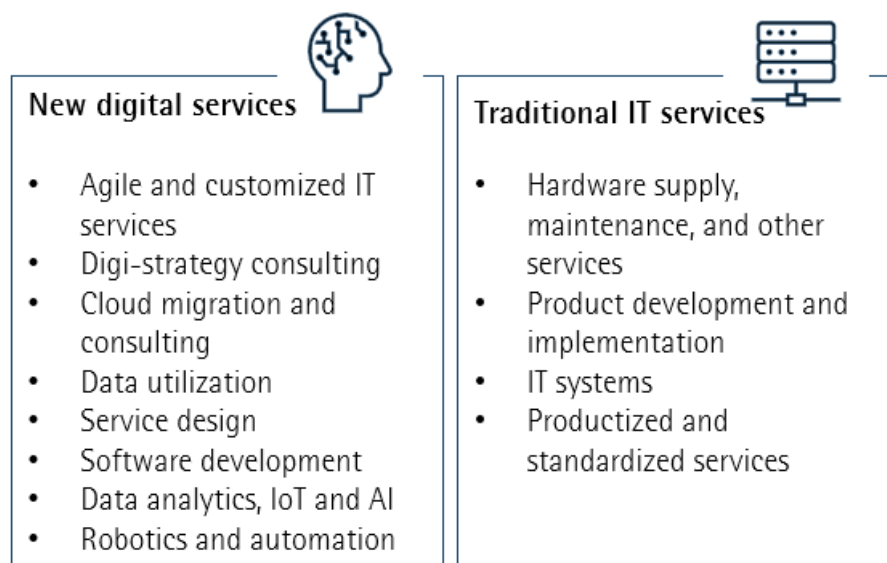 New digital services
• Agile and customized IT
services
• Digi-strategy consulting
• Cloud migration and
consulting
• Data utilization
• Service design
• Software development
• Data analytics, IoT and AI
• Robotics and automation
Traditional IT services
• Hardware supply,
maintenance, and other
services
• Product development and
implementation
• IT systems
• Productized and
standardized services